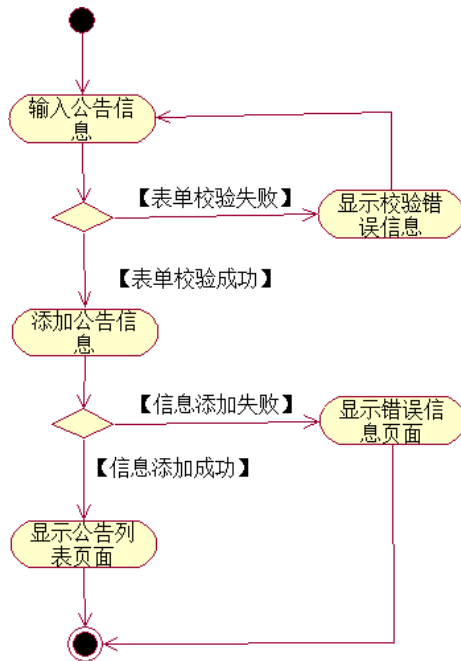 输入公告信
息
【表单校验失败】
显示校验错
误信息
【表单校验成功】
添加公告信
息
【信息添加失败】
显示错误信
息页面
【信息添加成功】
显示公告列
表页面